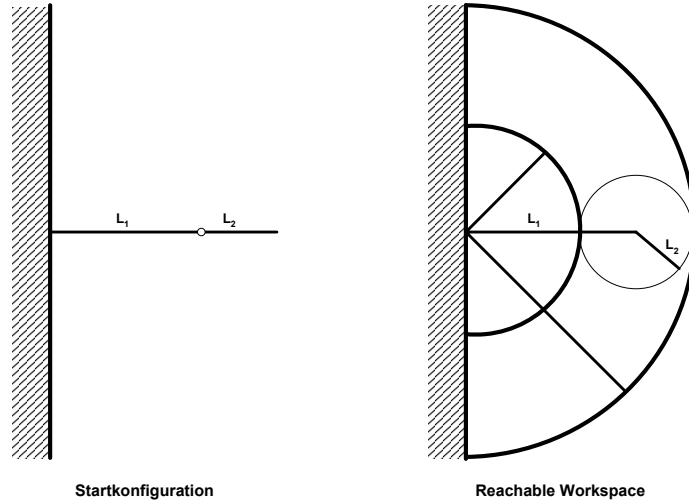 L₁
L₂
L₁
L₂
Startkonfiguration
Reachable Workspace